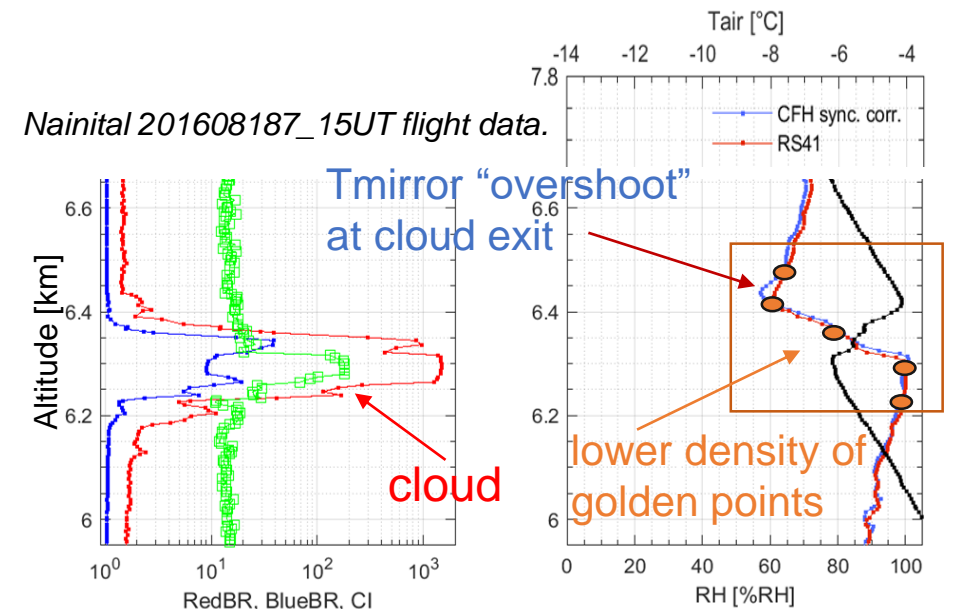 Tair [°C]
-14 -12 -10 -8 -6 -4
7.8
CFH sync. corr.
RS41
Nainital 201608187_15UT flight data.
Tmirror “overshoot”
at cloud exit
6.6
6.4
6.2
6
Altitude [km]
cloud
10⁰ 10¹ 10² 10³
RedBR, BlueBR, CI
6.6
6.4
6.2
6
lower density of
golden points
0 20 40 60 80 100
RH [%RH]